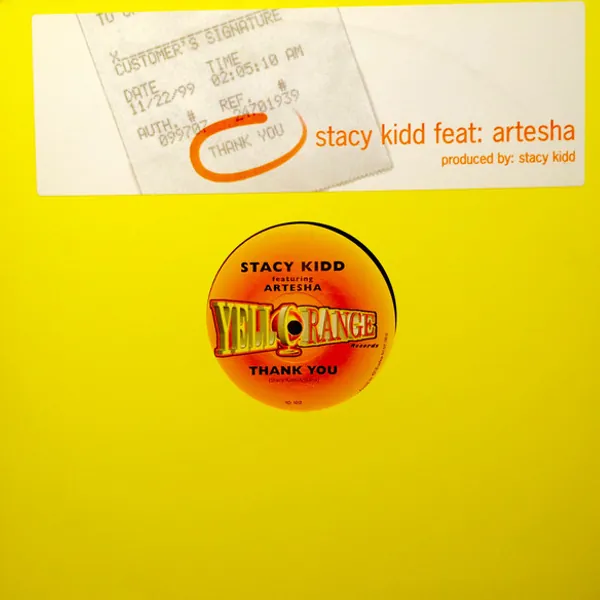 CUSTOMER'S SIGNATURE
DATE TIME
11/22/99 02:05:10 AM
AUTH. # REF. #
099707 24701939
THANK YOU
stacy kidd feat: artesha
produced by: stacy kidd
STACY KIDD
featuring
ARTESHA
YELLORANGE
Records
THANK YOU